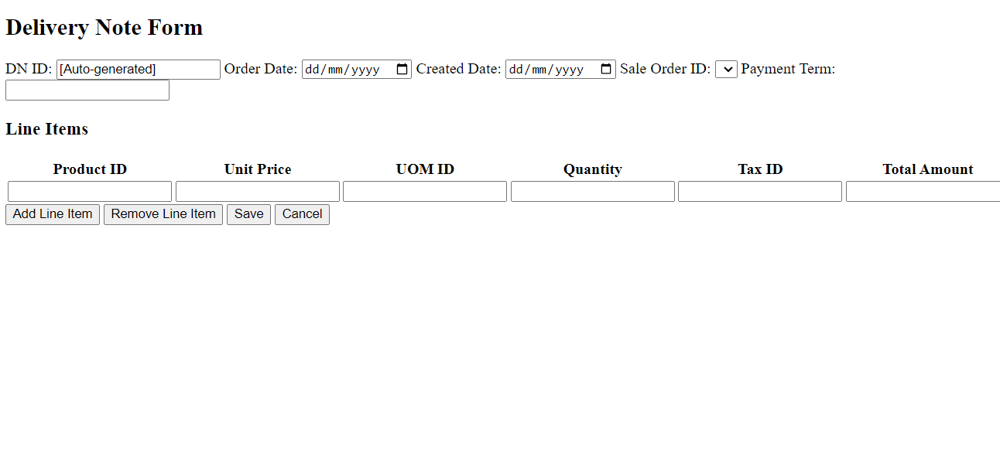 Delivery Note Form
DN ID: [Auto-generated] Order Date: dd/mm/yyyy Created Date: dd/mm/yyyy Sale Order ID: Payment Term:
Line Items
Product ID Unit Price UOM ID Quantity Tax ID Total Amount
Add Line Item Remove Line Item Save Cancel